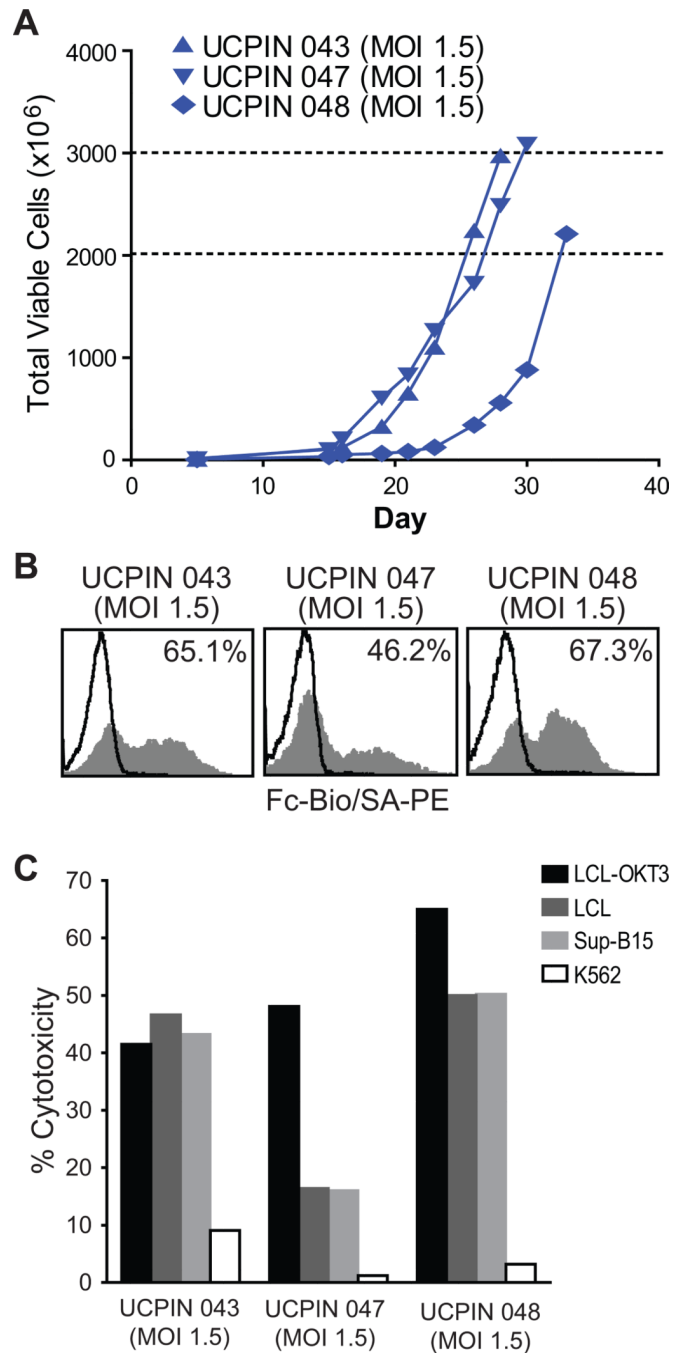 A
UCPIN 043 (MOI 1.5)
UCPIN 047 (MOI 1.5)
UCPIN 048 (MOI 1.5)
Total Viable Cells (x10⁶)
4000
3000
2000
1000
0
0 10 20 30 40
Day
B
UCPIN 043 UCPIN 047 UCPIN 048
(MOI 1.5) (MOI 1.5) (MOI 1.5)
65.1% 46.2% 67.3%
Fc-Bio/SA-PE
C
% Cytotoxicity
70
60
50
40
30
20
10
0
LCL-OKT3
LCL
Sup-B15
K562
UCPIN 043 UCPIN 047 UCPIN 048
(MOI 1.5) (MOI 1.5) (MOI 1.5)